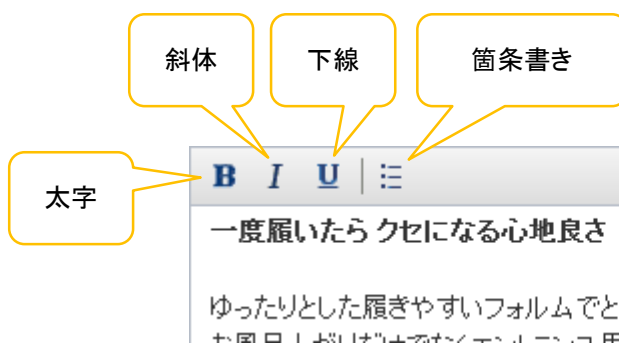 斜体
下線
箇条書き
太字
B I U
一度履いたら クセになる心地良さ
ゆったりとした履きやすいフォルムでと